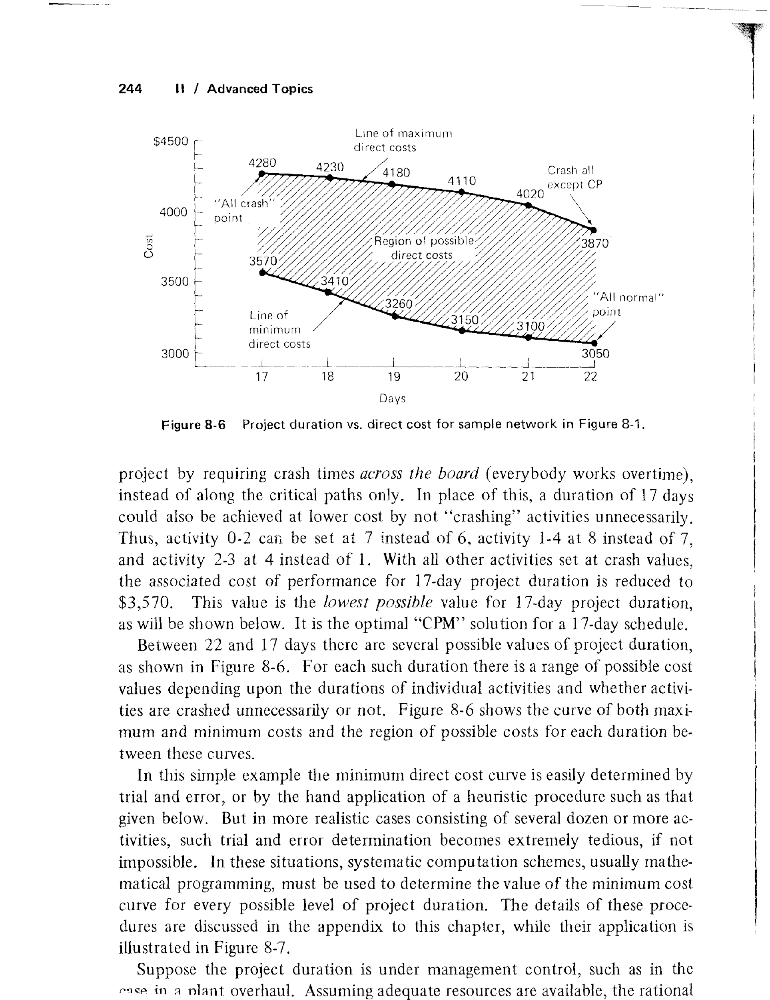 244 II / Advanced Topics
Line of maximum
direct costs
$4500
4280
4230
4180
4110
4020
Crash all
except CP
"All crash"
point
4000
Cost
Region of possible
direct costs
3870
3570
3500
3410
3260
3150
3100
"All normal"
point
Line of
minimum
direct costs
3000
3050
17 18 19 20 21 22
Days
Figure 8-6 Project duration vs. direct cost for sample network in Figure 8-1.
project by requiring crash times across the board (everybody works overtime),
instead of along the critical paths only. In place of this, a duration of 17 days
could also be achieved at lower cost by not “crashing” activities unnecessarily.
Thus, activity 0-2 can be set at 7 instead of 6, activity 1-4 at 8 instead of 7,
and activity 2-3 at 4 instead of 1. With all other activities set at crash values,
the associated cost of performance for 17-day project duration is reduced to
$3,570. This value is the lowest possible value for 17-day project duration,
as will be shown below. It is the optimal “CPM” solution for a 17-day schedule.
Between 22 and 17 days there are several possible values of project duration,
as shown in Figure 8-6. For each such duration there is a range of possible cost
values depending upon the durations of individual activities and whether activi-
ties are crashed unnecessarily or not. Figure 8-6 shows the curve of both maxi-
mum and minimum costs and the region of possible costs for each duration be-
tween these curves.
In this simple example the minimum direct cost curve is easily determined by
trial and error, or by the hand application of a heuristic procedure such as that
given below. But in more realistic cases consisting of several dozen or more ac-
tivities, such trial and error determination becomes extremely tedious, if not
impossible. In these situations, systematic computation schemes, usually mathe-
matical programming, must be used to determine the value of the minimum cost
curve for every possible level of project duration. The details of these proce-
dures are discussed in the appendix to this chapter, while their application is
illustrated in Figure 8-7.
Suppose the project duration is under management control, such as in the
case in a plant overhaul. Assuming adequate resources are available, the rational